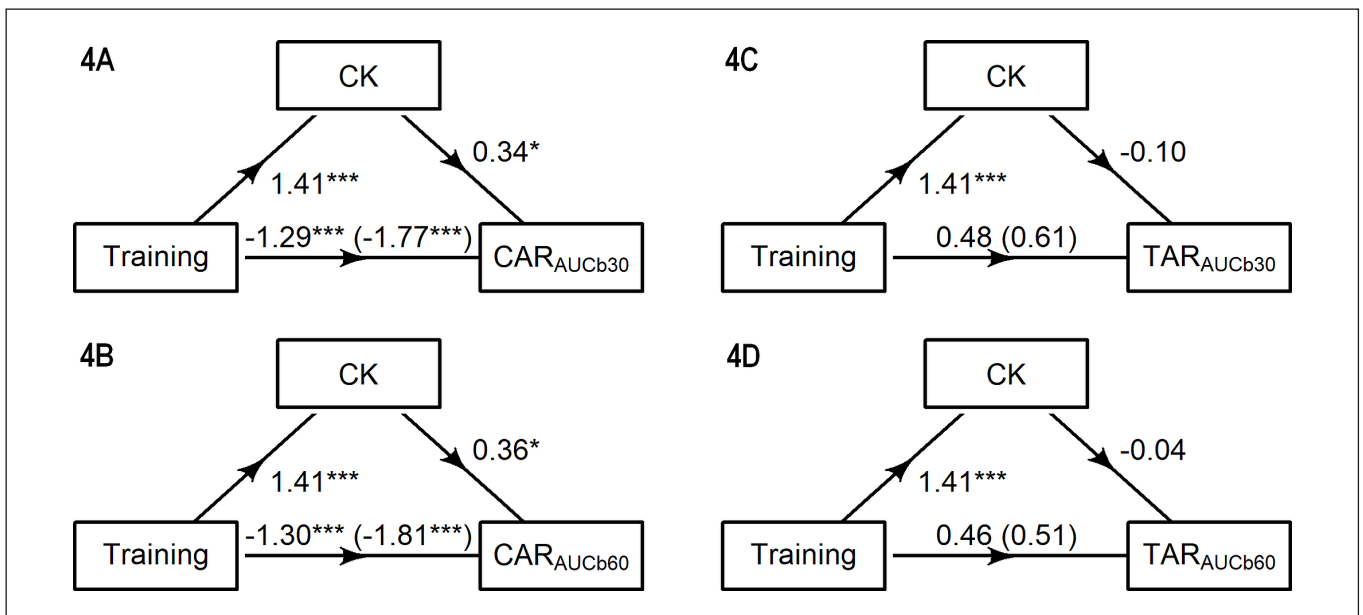 4A
CK
0.34*
1.41***
-1.29*** (-1.77***)
Training
CARAUCb30
4C
CK
-0.10
1.41***
0.48 (0.61)
Training
TARAUCb30
4B
CK
0.36*
1.41***
-1.30*** (-1.81***)
Training
CARAUCb60
4D
CK
-0.04
1.41***
0.46 (0.51)
Training
TARAUCb60